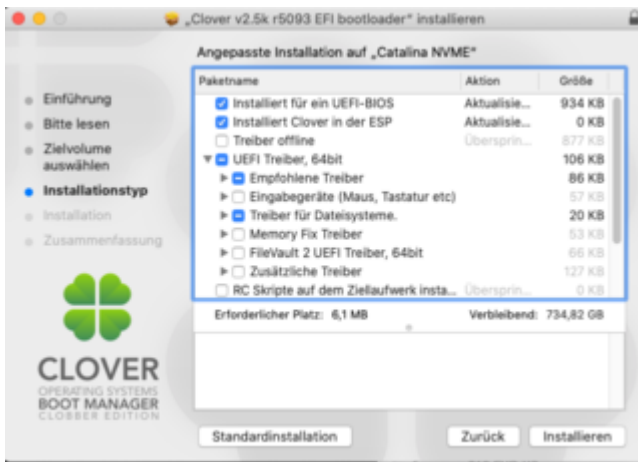 „Clover v2.5k r5093 EFI bootloader“ installieren
Angepasste Installation auf „Catalina NVME“
Paketname Aktion Größe
Installiert für ein UEFI-BIOS Aktualisie... 934 KB
Installiert Clover in der ESP Aktualisie... 0 KB
Treiber offline Übersprin... 877 KB
UEFI Treiber, 64bit 106 KB
Empfohlene Treiber 86 KB
Eingabegeräte (Maus, Tastatur etc) 57 KB
Treiber für Dateisysteme. 20 KB
Memory Fix Treiber 53 KB
FileVault 2 UEFI Treiber, 64bit 66 KB
Zusätzliche Treiber 127 KB
RC Skripte auf dem Ziellaufwerk insta... Übersprin... 0 KB
Erforderlicher Platz: 6,1 MB Verbleibend: 734,82 GB
Einführung
Bitte lesen
Zielvolume
auswählen
Installationstyp
Installation
Zusammenfassung
CLOVER
OPERATING SYSTEMS
BOOT MANAGER
CLOBBER EDITION
Standardinstallation Zurück Installieren